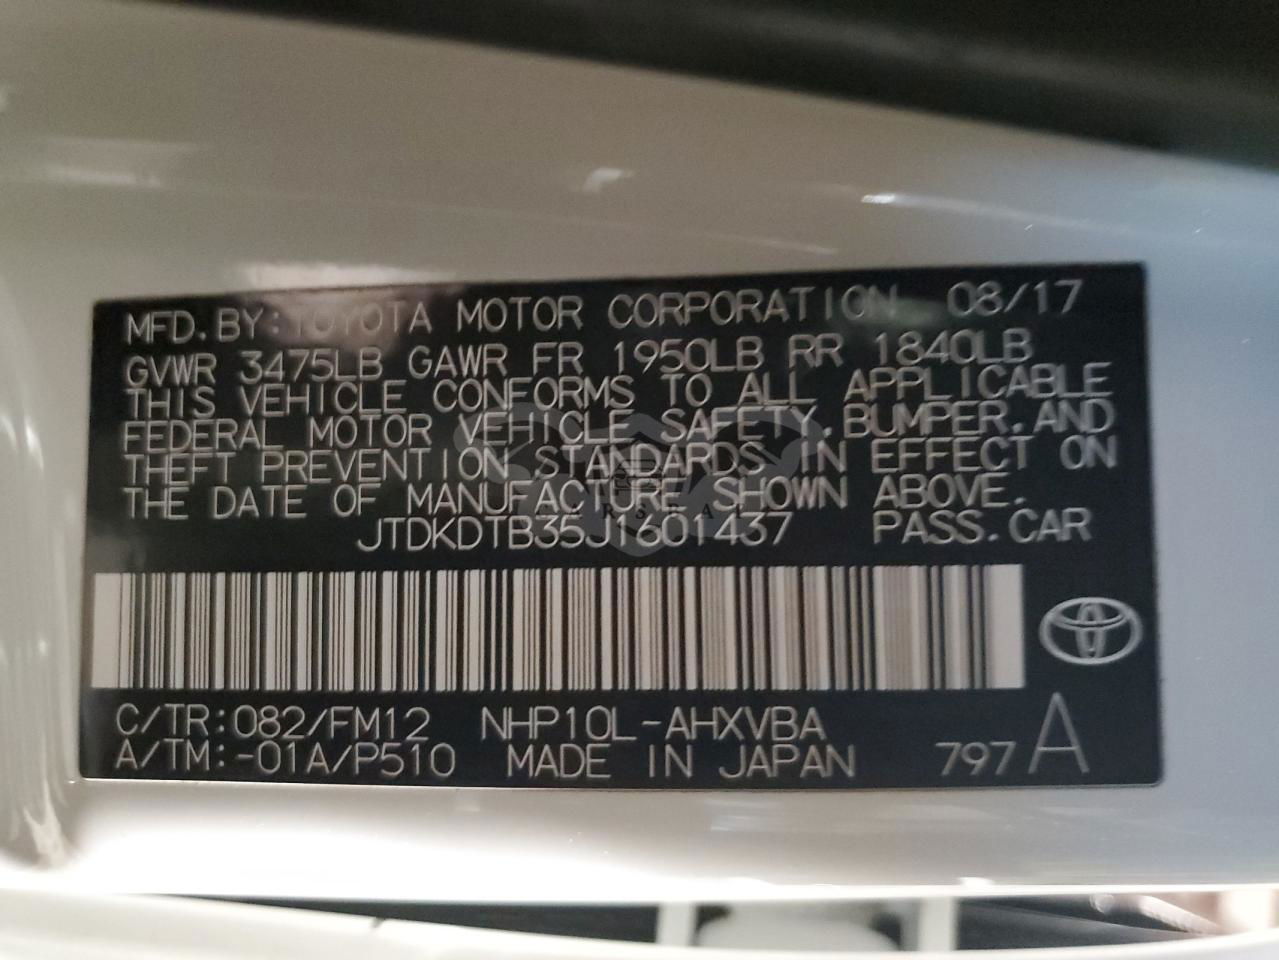 MFD.BY:TOYOTA MOTOR CORPORATION 08/17
GVWR 3475LB GAWR FR 1950LB RR 1840LB
THIS VEHICLE CONFORMS TO ALL APPLICABLE
FEDERAL MOTOR VEHICLE SAFETY,BUMPER,AND
THEFT PREVENTION STANDARDS IN EFFECT ON
THE DATE OF MANUFACTURE SHOWN ABOVE.
JTDKDTB35J1601437 PASS.CAR
C/TR:082/FM12 NHP10L-AHXVBA
A/TM:-01A/P510 MADE IN JAPAN 797 A